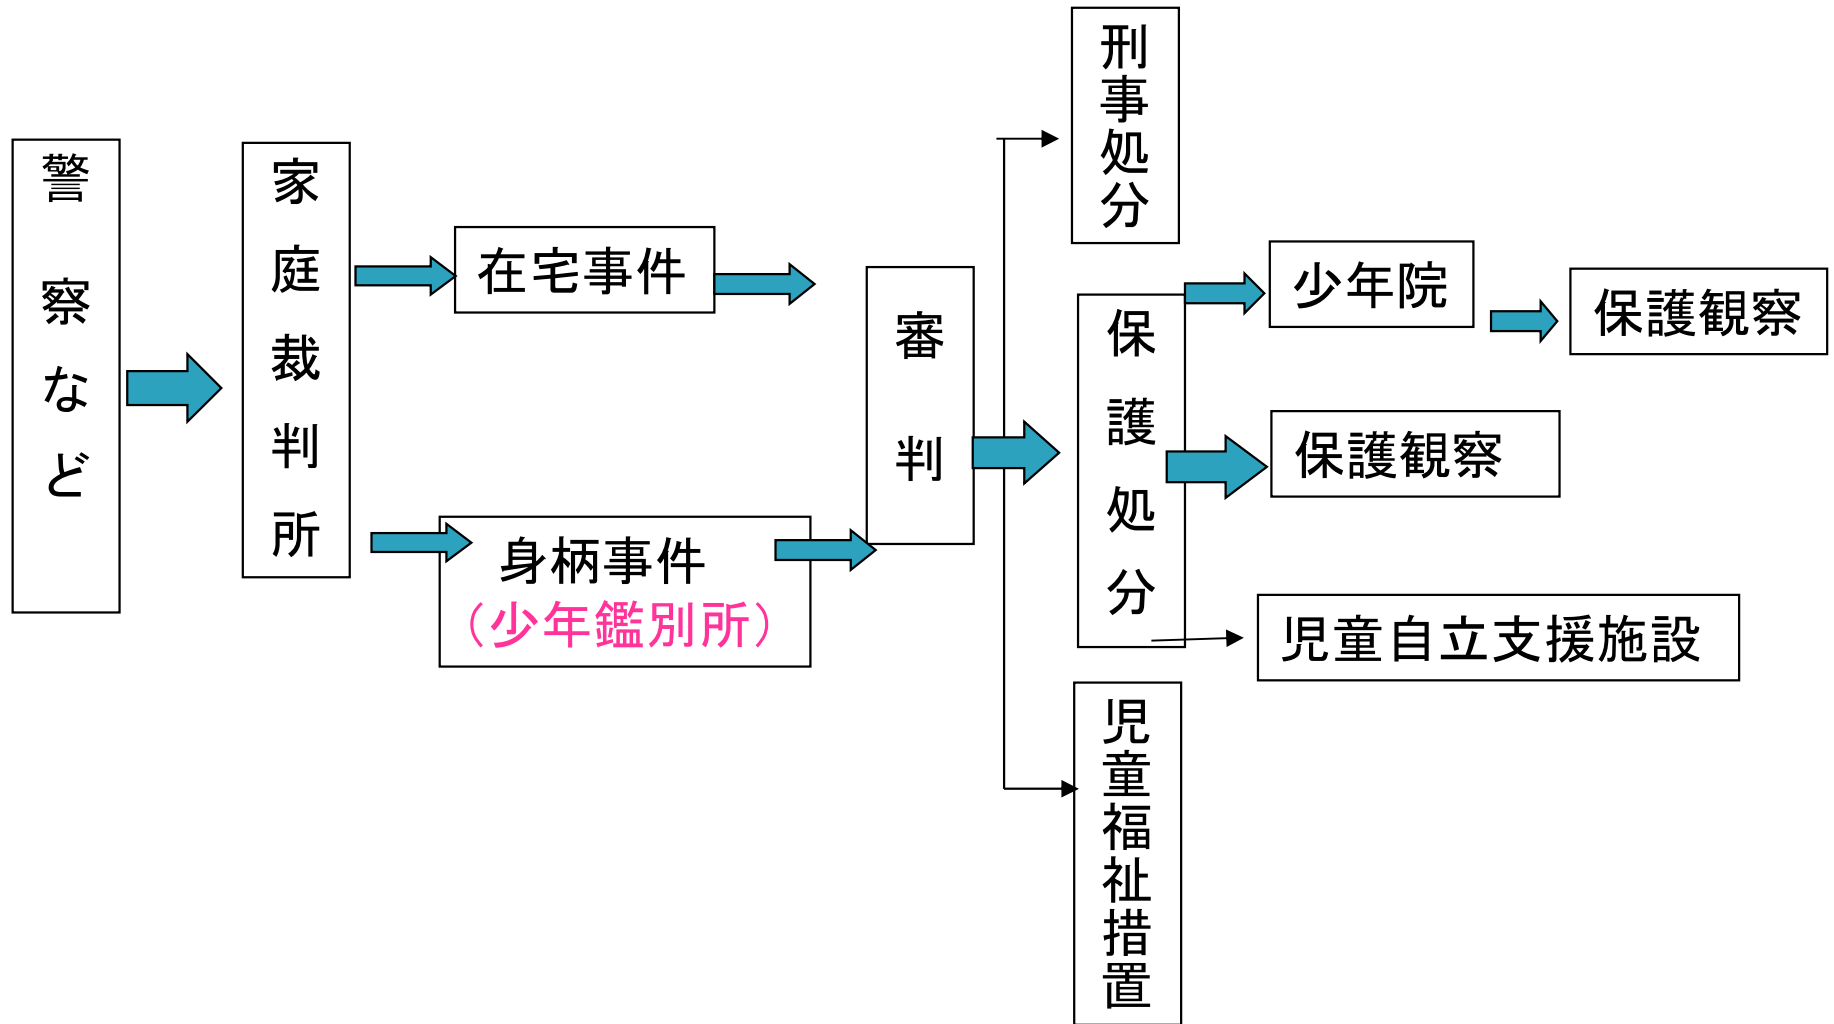 警察など
家庭裁判所
在宅事件
身柄事件
（少年鑑別所）
審判
刑事処分
保護処分
児童福祉措置
少年院
保護観察
保護観察
児童自立支援施設